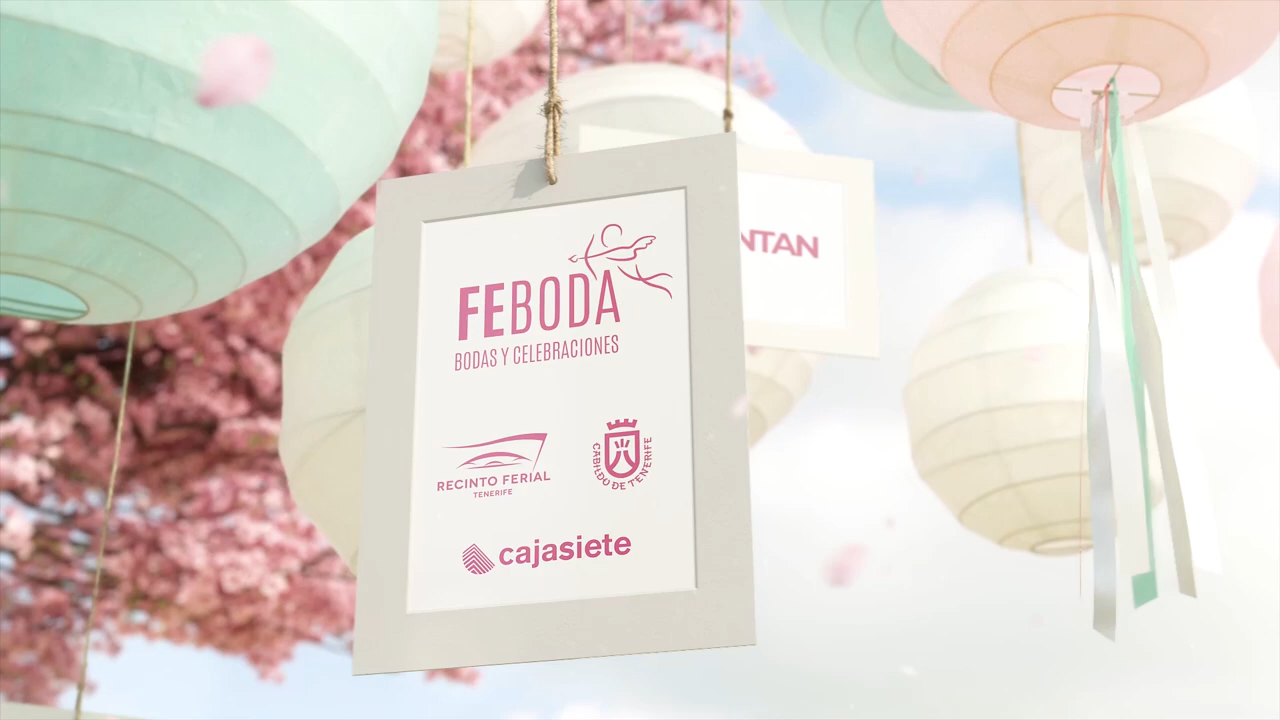 FEBODA
BODAS Y CELEBRACIONES
RECINTO FERIAL
TENERIFE
CABILDO DE TENERIFE
cajasiete
NTAN